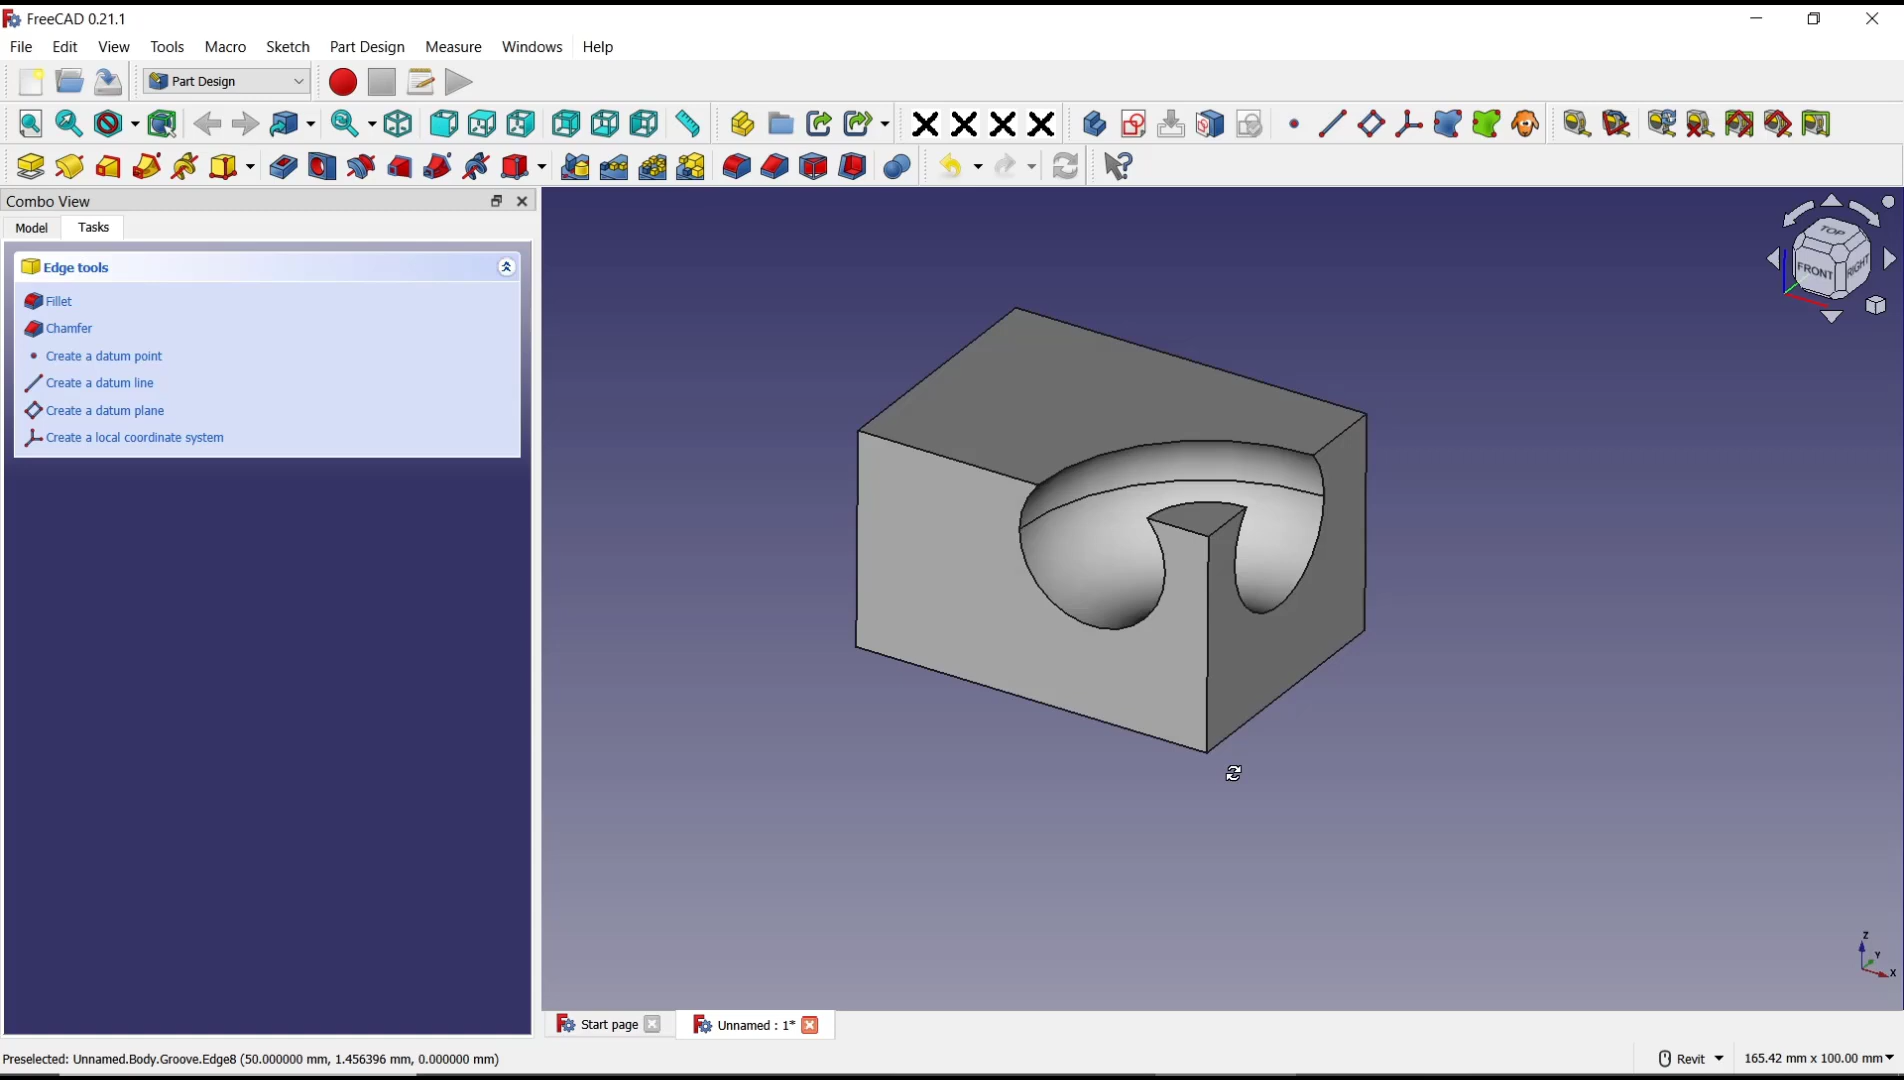 FreeCAD 0.21.1
File Edit View Tools Macro Sketch Part Design Measure Windows Help
Part Design
Combo View
Model Tasks
Edge tools
Fillet
Chamfer
Create a datum point
Create a datum line
Create a datum plane
Create a local coordinate system
TOP
FRONT RIGHT
Z
Y
X
Start page Unnamed : 1*
Preselected: Unnamed.Body.Groove.Edge8 (50.000000 mm, 1.456396 mm, 0.000000 mm) Revit 165.42 mm x 100.00 mm